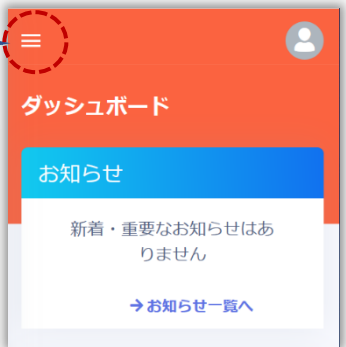 ダッシュボード
お知らせ
新着・重要なお知らせはあ
りません
→お知らせ一覧へ